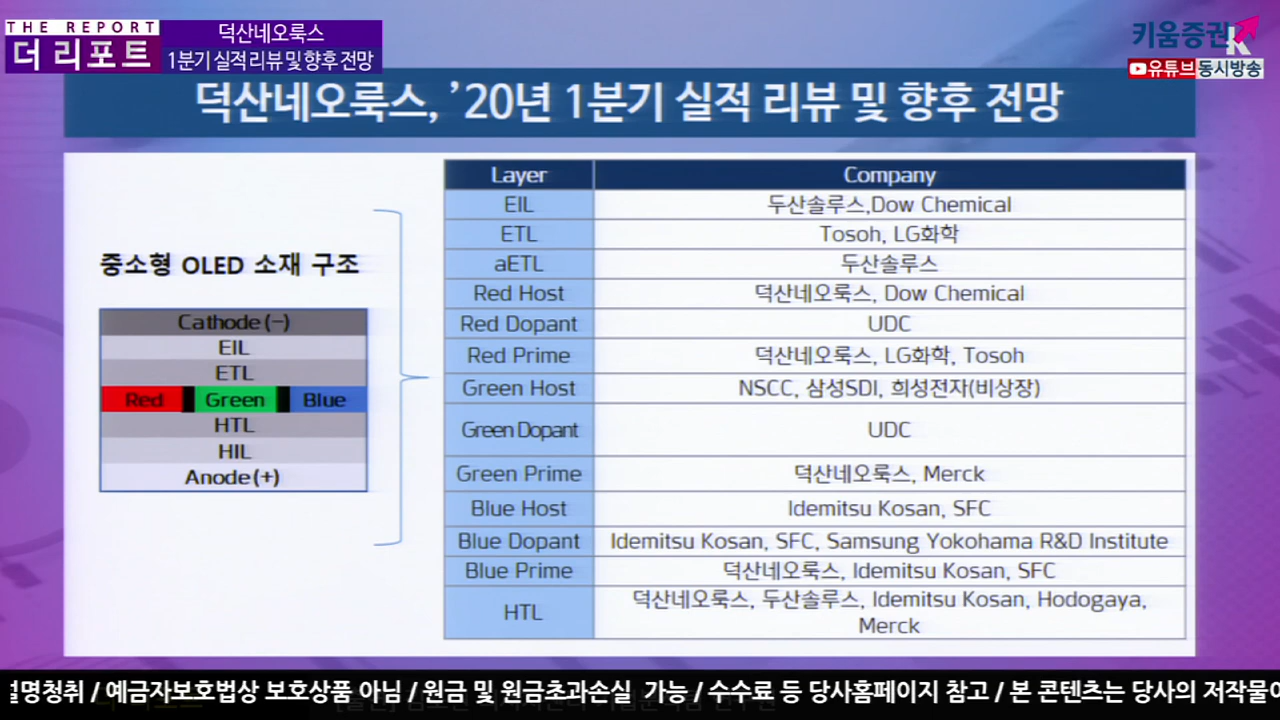 THE REPORT
더 리포트
덕산네오룩스
1분기 실적 리뷰 및 향후 전망
키움증권
K
유튜브 동시방송
덕산네오룩스, ’20년 1분기 실적 리뷰 및 향후 전망
중소형 OLED 소재 구조
Cathode (−)
EIL
ETL
Red Green Blue
HTL
HIL
Anode (+)
Layer Company
EIL 두산솔루스,Dow Chemical
ETL Tosoh, LG화학
aETL 두산솔루스
Red Host 덕산네오룩스, Dow Chemical
Red Dopant UDC
Red Prime 덕산네오룩스, LG화학, Tosoh
Green Host NSCC, 삼성SDI, 희성전자(비상장)
Green Dopant UDC
Green Prime 덕산네오룩스, Merck
Blue Host Idemitsu Kosan, SFC
Blue Dopant Idemitsu Kosan, SFC, Samsung Yokohama R&D Institute
Blue Prime 덕산네오룩스, Idemitsu Kosan, SFC
HTL 덕산네오룩스, 두산솔루스, Idemitsu Kosan, Hodogaya,
Merck
설명청취 / 예금자보호법상 보호상품 아님 / 원금 및 원금초과손실 가능 / 수수료 등 당사홈페이지 참고 / 본 콘텐츠는 당사의 저작물이